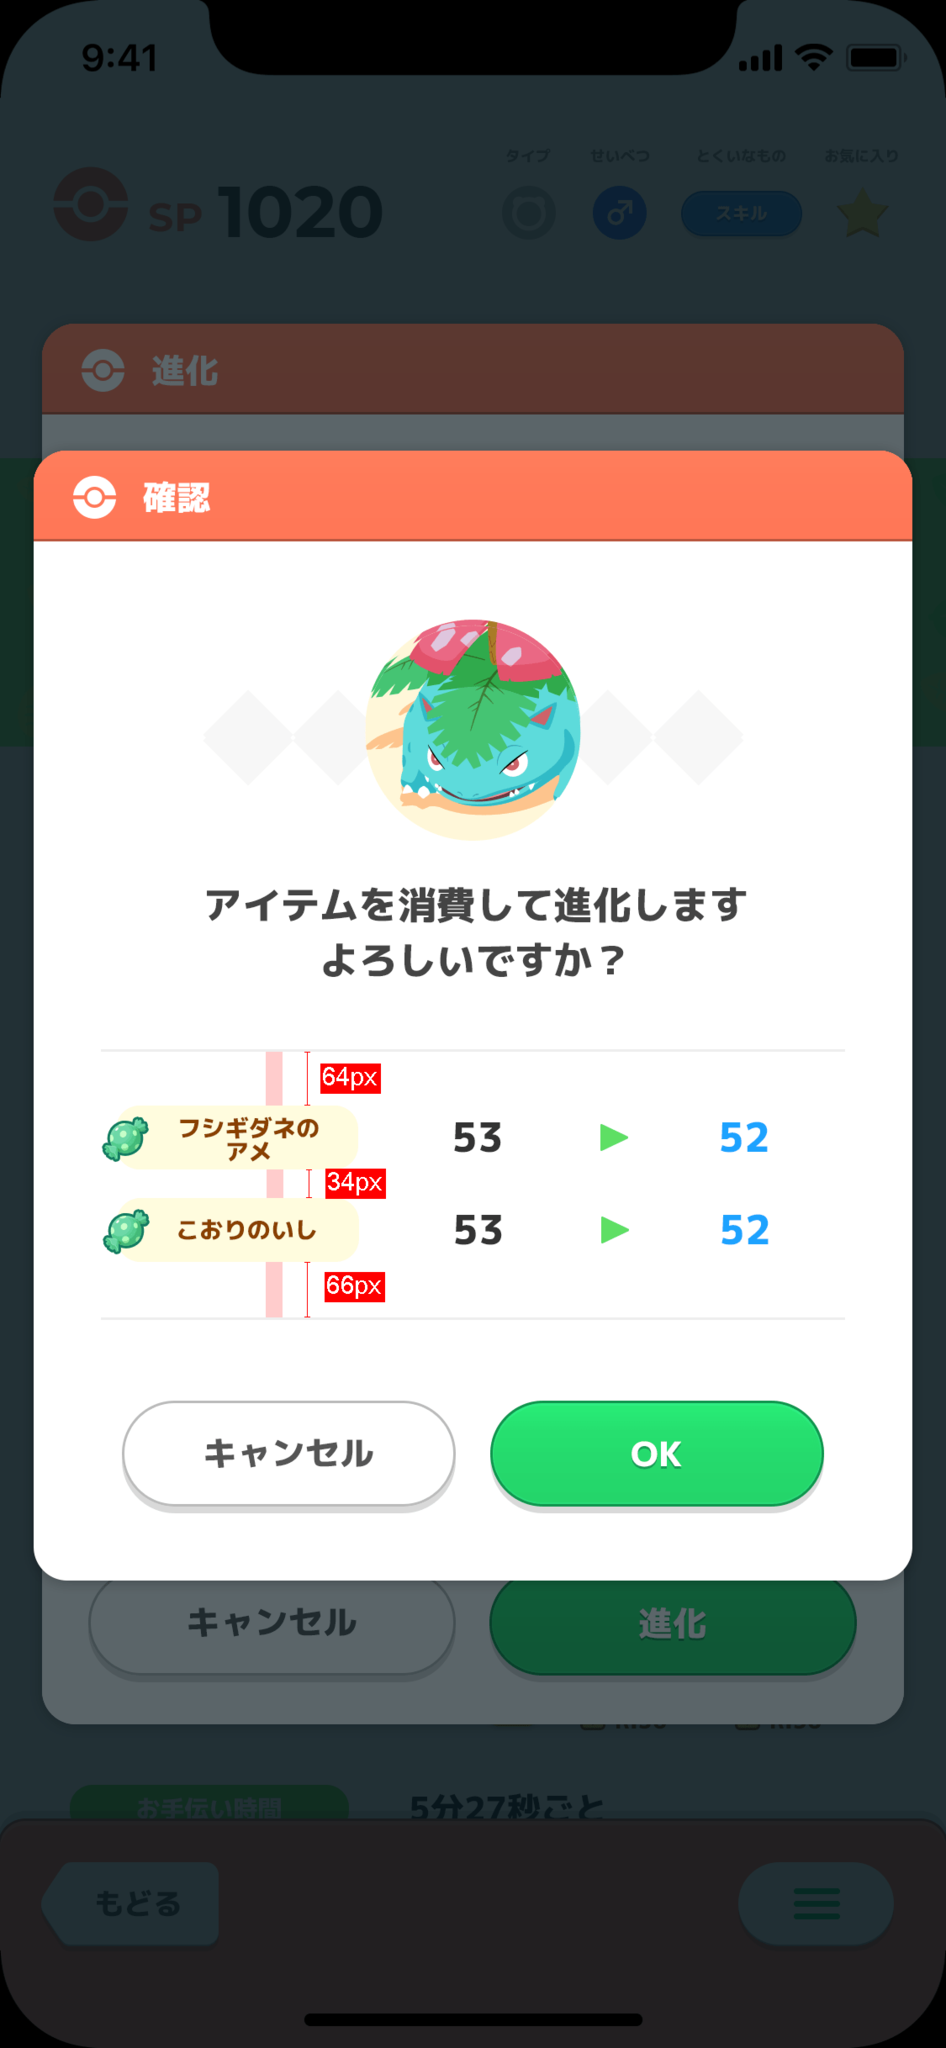 9:41
タイプ せいべつ とくいなもの お気に入り
SP 1020 スキル
進化
確認
アイテムを消費して進化します
よろしいですか？
64px
フシギダネの
アメ
53 52
34px
こおりのいし
53 52
66px
キャンセル OK
キャンセル 進化
お手伝い時間 5分27秒ごと
もどる